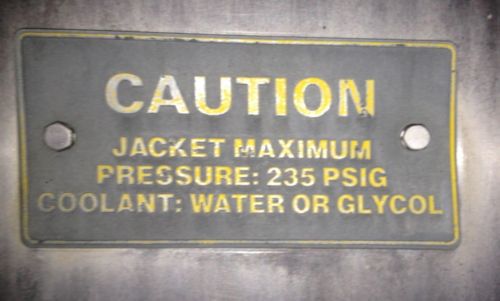 CAUTION
JACKET MAXIMUM
PRESSURE: 235 PSIG
COOLANT: WATER OR GLYCOL